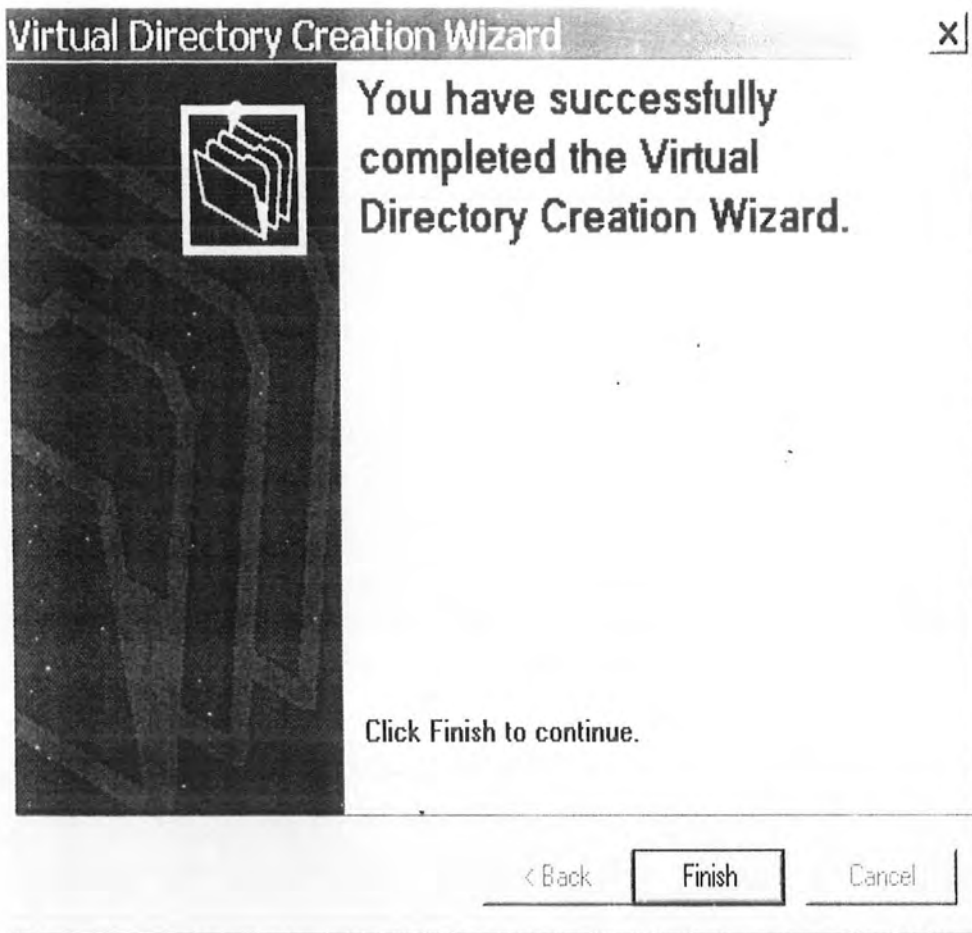 Virtual Directory Creation Wizard
You have successfully
completed the Virtual
Directory Creation Wizard.
Click Finish to continue.
< Back Finish Cancel